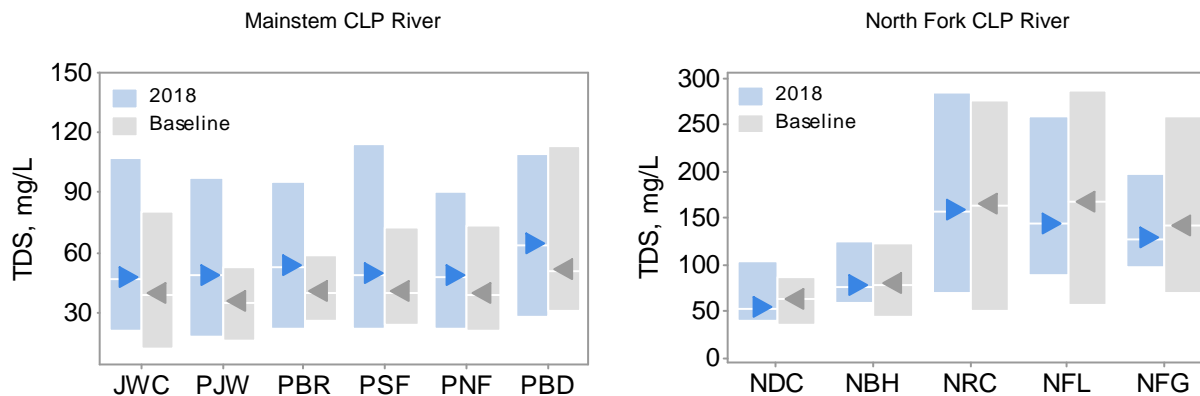 Mainstem CLP River
TDS, mg/L
150
120
90
60
30
2018
Baseline
JWC PJW PBR PSF PNF PBD
North Fork CLP River
TDS, mg/L
300
250
200
150
100
50
0
2018
Baseline
NDC NBH NRC NFL NFG